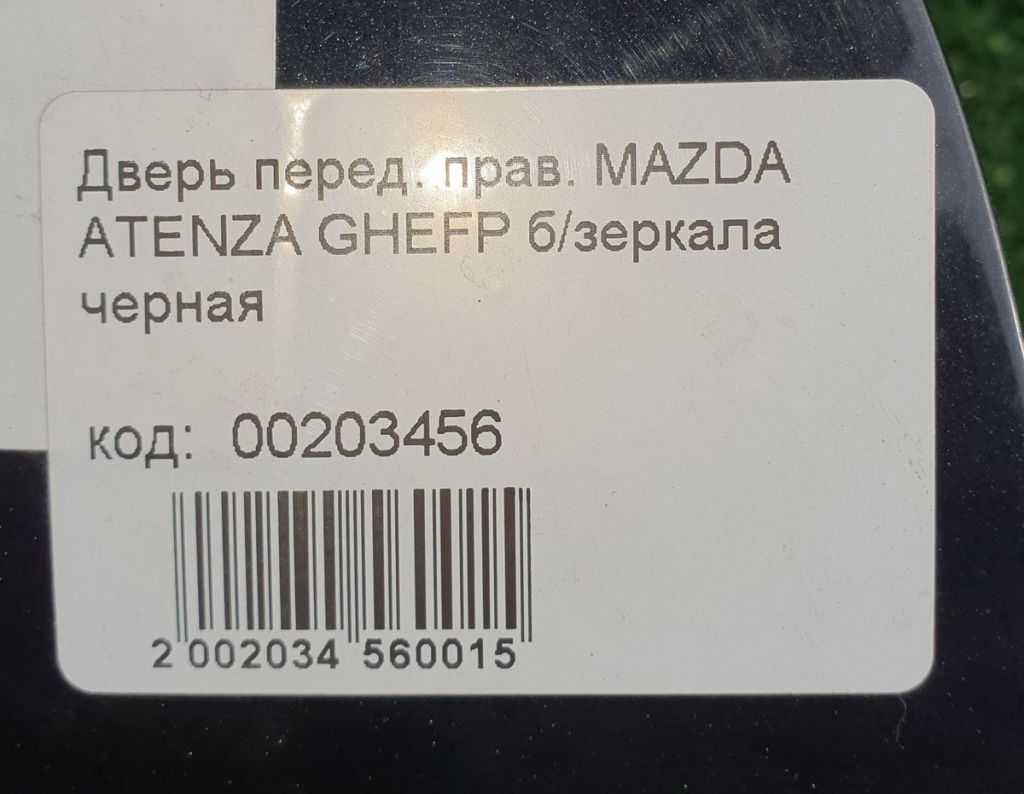 Дверь перед. прав. MAZDA
ATENZA GHEFP б/зеркала
черная
код: 00203456
2 002034 560015